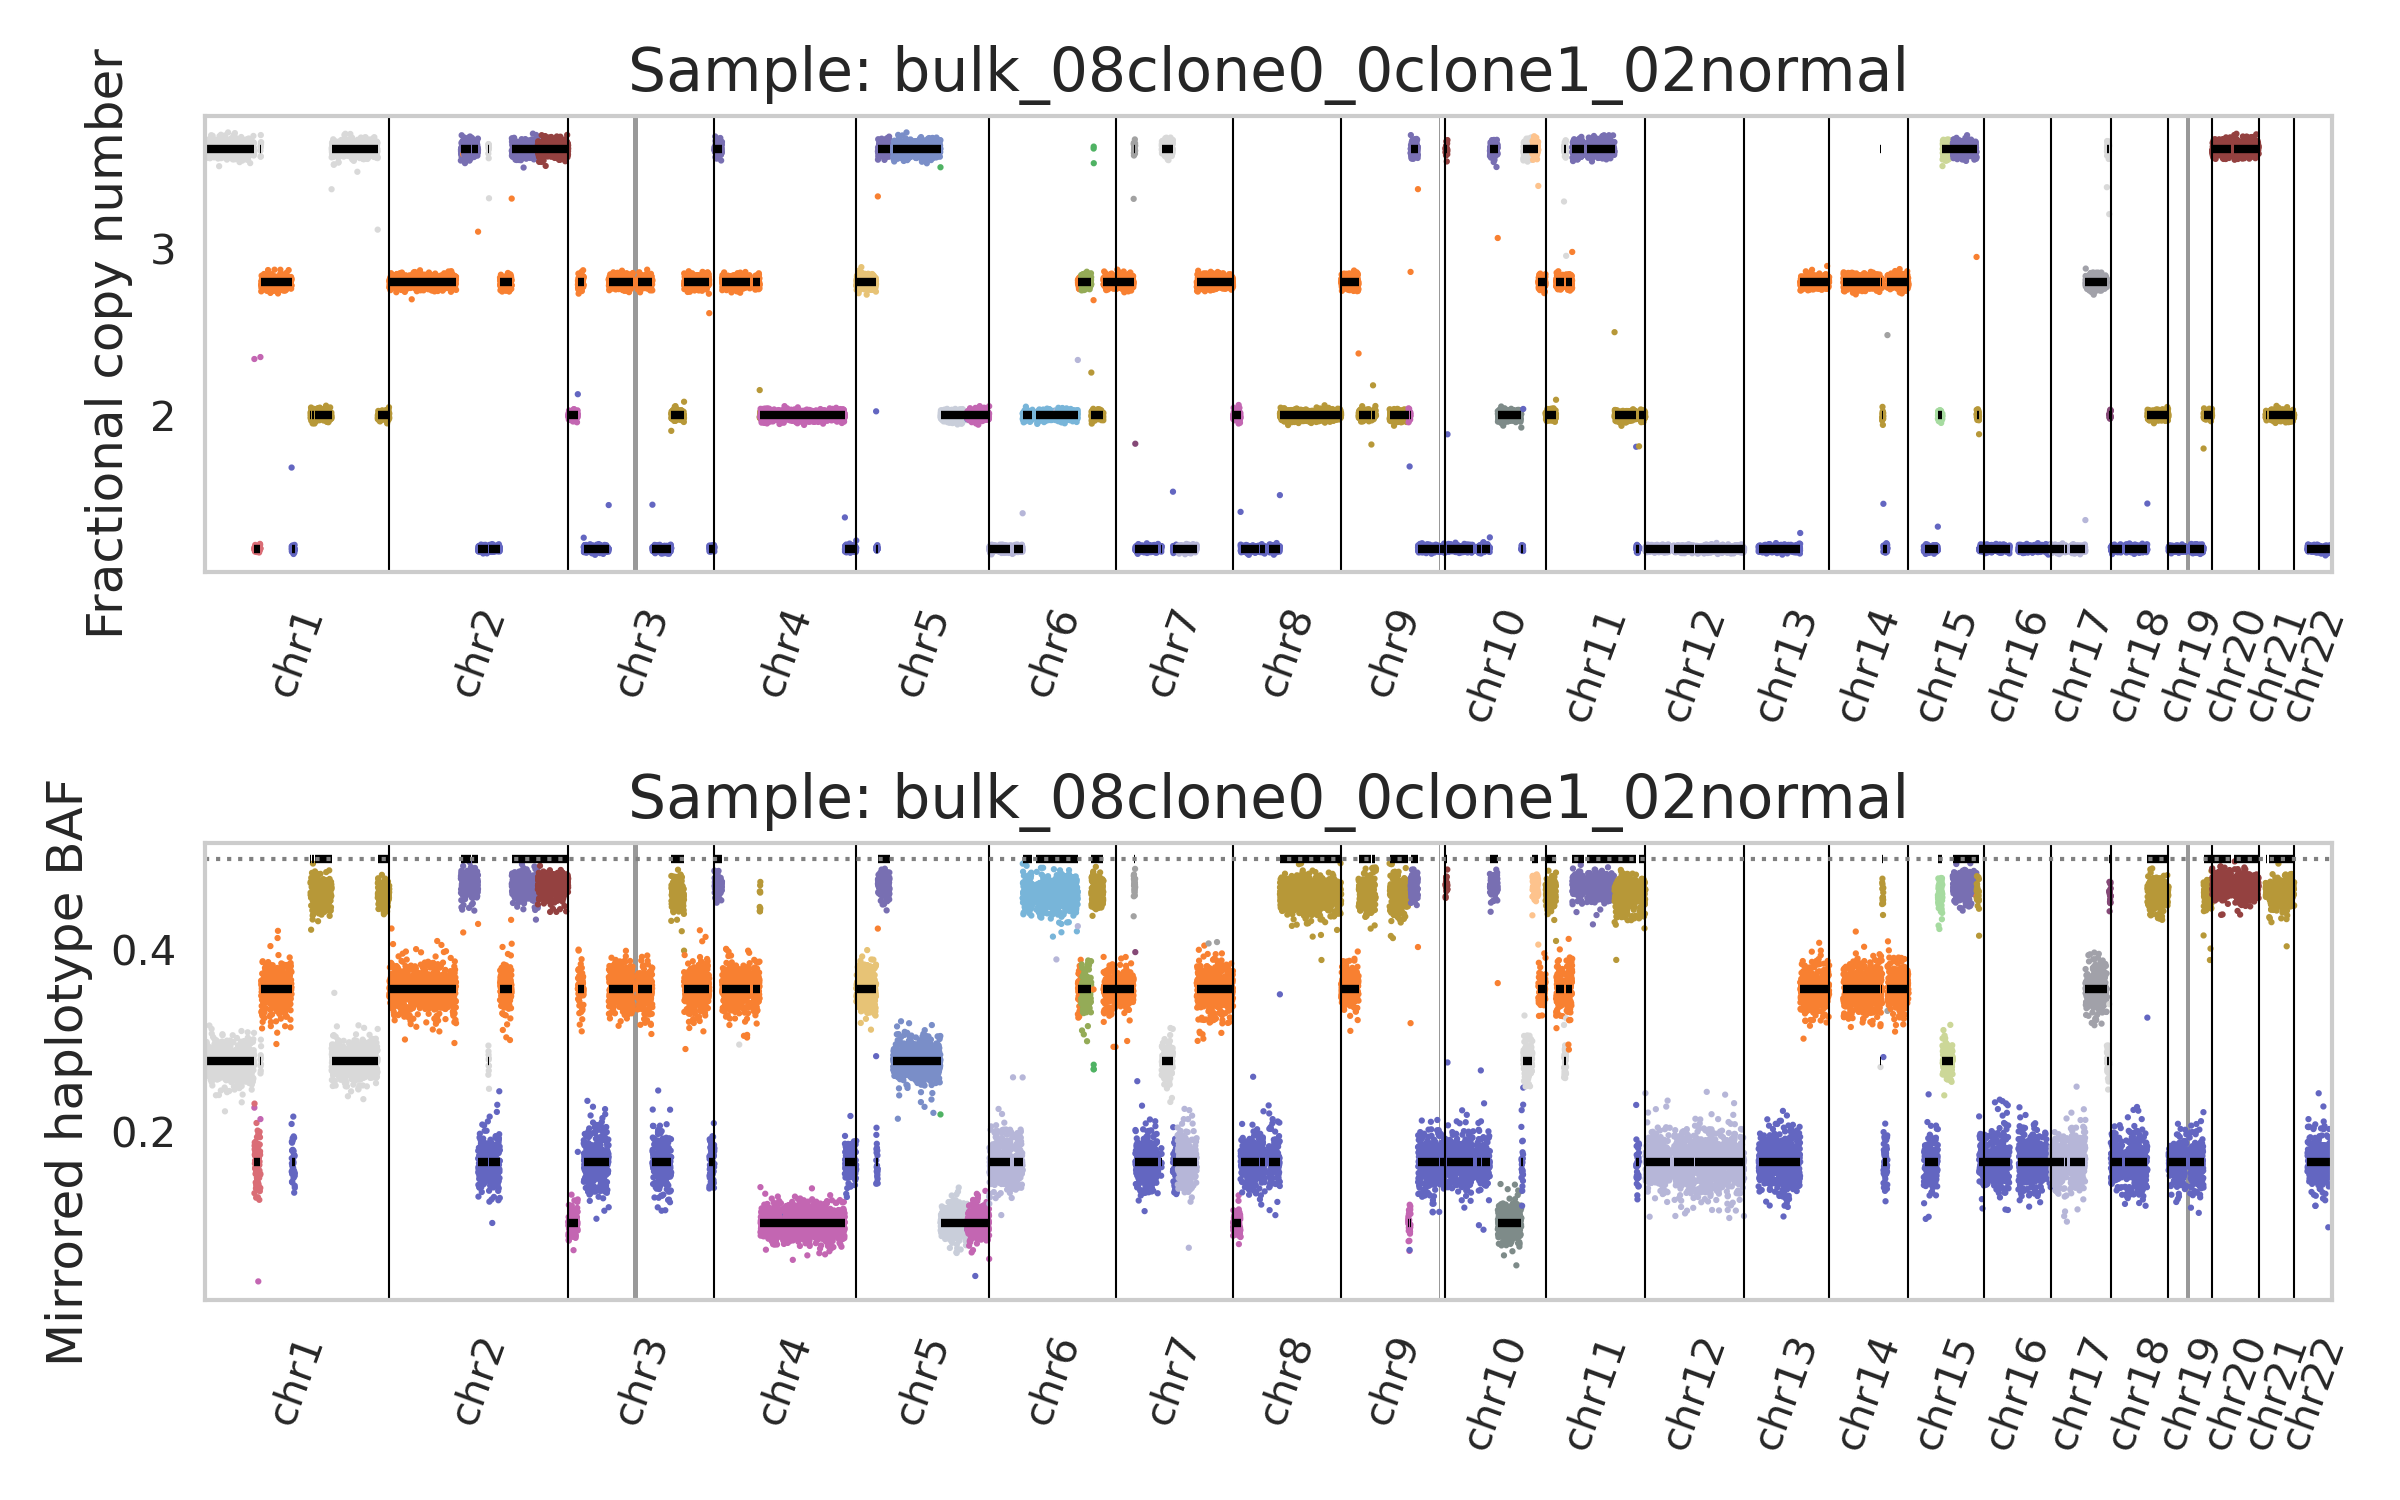 Sample: bulk_08clone0_0clone1_02normal
Fractional copy number
3
2
chr1
chr2
chr3
chr4
chr5
chr6
chr7
chr8
chr9
chr10
chr11
chr12
chr13
chr14
chr15
chr16
chr17
chr18
chr19
chr20
chr21
chr22
Sample: bulk_08clone0_0clone1_02normal
Mirrored haplotype BAF
0.4
0.2
chr1
chr2
chr3
chr4
chr5
chr6
chr7
chr8
chr9
chr10
chr11
chr12
chr13
chr14
chr15
chr16
chr17
chr18
chr19
chr20
chr21
chr22